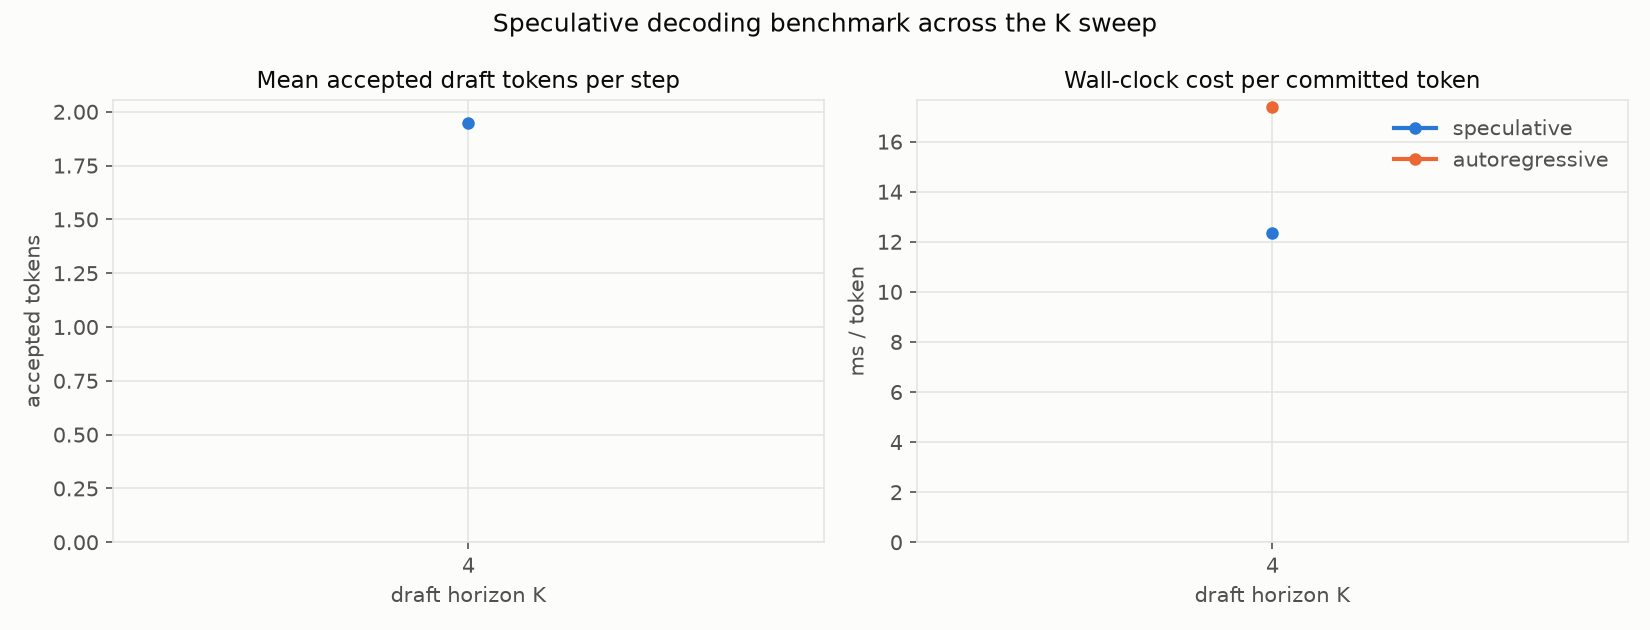 Speculative decoding benchmark across the K sweep
Mean accepted draft tokens per step
accepted tokens
2.00
1.75
1.50
1.25
1.00
0.75
0.50
0.25
0.00
4
draft horizon K
Wall-clock cost per committed token
ms / token
16
14
12
10
8
6
4
2
0
speculative
autoregressive
4
draft horizon K